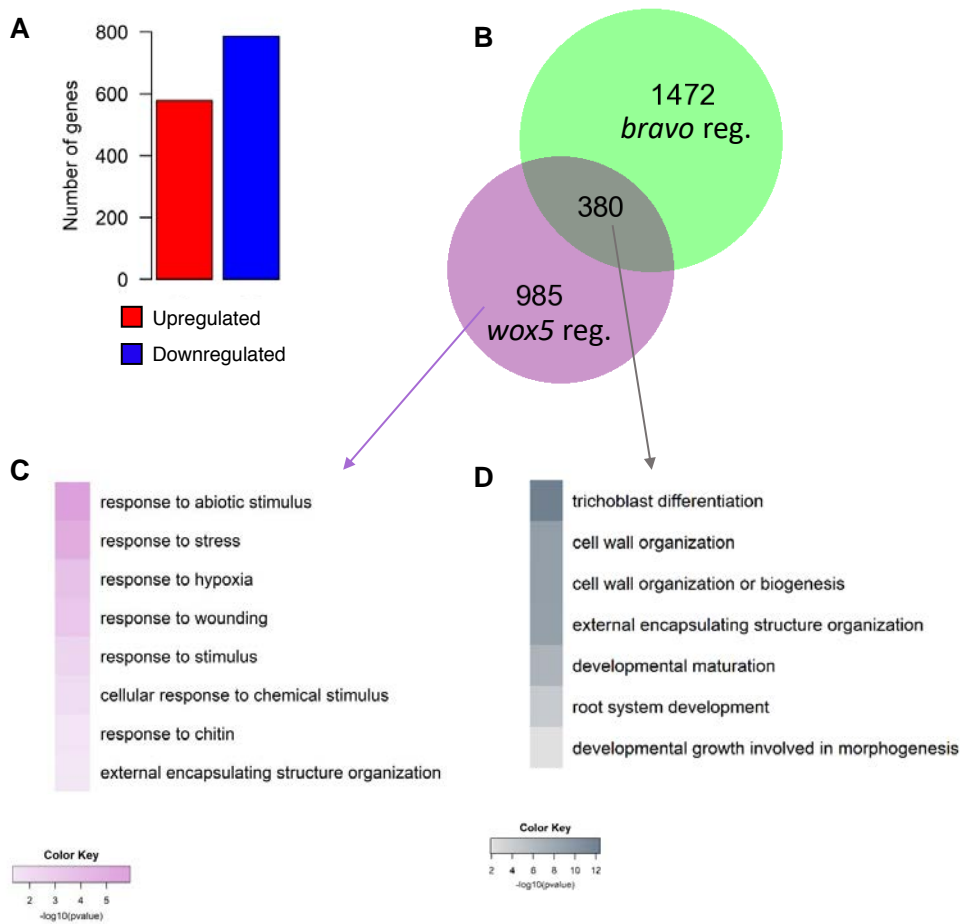 A
Number of genes
800
600
400
200
0
Upregulated
Downregulated
B
1472
bravo reg.
380
985
wox5 reg.
C
response to abiotic stimulus
response to stress
response to hypoxia
response to wounding
response to stimulus
cellular response to chemical stimulus
response to chitin
external encapsulating structure organization
Color Key
2 3 4 5
-log10(pvalue)
D
trichoblast differentiation
cell wall organization
cell wall organization or biogenesis
external encapsulating structure organization
developmental maturation
root system development
developmental growth involved in morphogenesis
Color Key
2 4 6 8 10 12
-log10(pvalue)